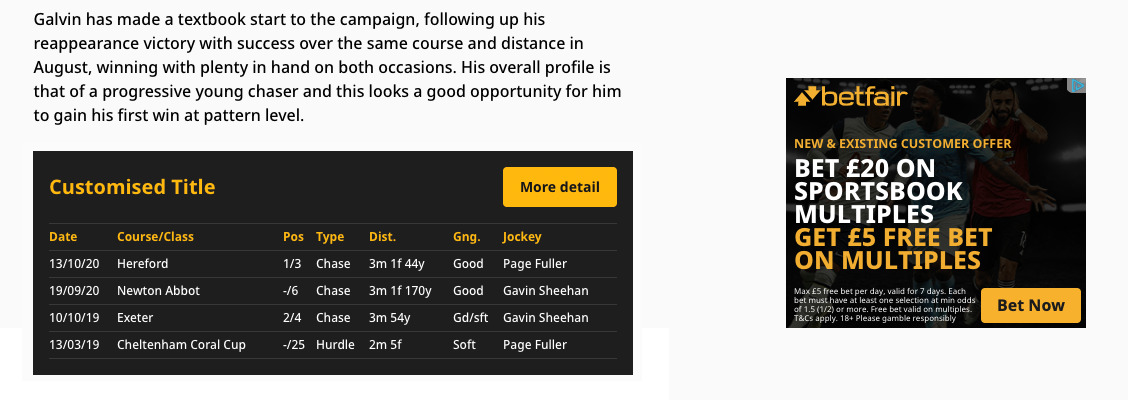 Galvin has made a textbook start to the campaign, following up his
reappearance victory with success over the same course and distance in
August, winning with plenty in hand on both occasions. His overall profile is
that of a progressive young chaser and this looks a good opportunity for him
to gain his first win at pattern level.
Customised Title
More detail
Date Course/Class Pos Type Dist. Gng. Jockey
13/10/20 Hereford 1/3 Chase 3m 1f 44y Good Page Fuller
19/09/20 Newton Abbot -/6 Chase 3m 1f 170y Good Gavin Sheehan
10/10/19 Exeter 2/4 Chase 3m 54y Gd/sft Gavin Sheehan
13/03/19 Cheltenham Coral Cup -/25 Hurdle 2m 5f Soft Page Fuller
betfair
NEW & EXISTING CUSTOMER OFFER
BET £20 ON
SPORTSBOOK
MULTIPLES
GET £5 FREE BET
ON MULTIPLES
Max £5 free bet per day, valid for 7 days. Each
bet must have at least one selection at min odds
of 1.5 (1/2) or more. Free bet valid on multiples.
T&Cs apply. 18+ Please gamble responsibly
Bet Now